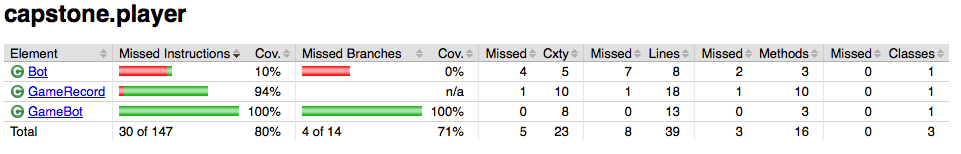 capstone.player
Element Missed Instructions Cov. Missed Branches Cov. Missed Cxty Missed Lines Missed Methods Missed Classes
C Bot 10% 0% 4 5 7 8 2 3 0 1
C GameRecord 94% n/a 1 10 1 18 1 10 0 1
C GameBot 100% 100% 0 8 0 13 0 3 0 1
Total 30 of 147 80% 4 of 14 71% 5 23 8 39 3 16 0 3